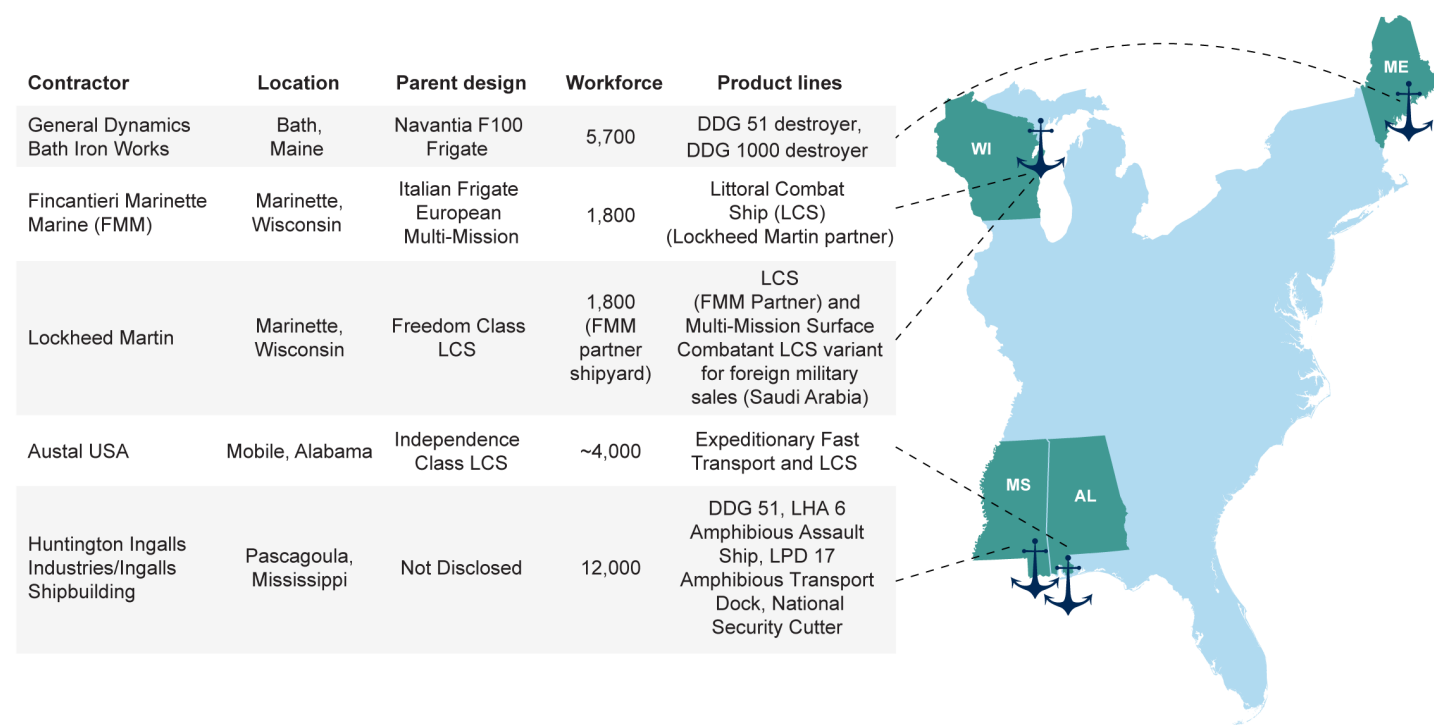 Contractor Location Parent design Workforce Product lines
General Dynamics
Bath Iron Works
Bath,
Maine
Navantia F100
Frigate
5,700
DDG 51 destroyer,
DDG 1000 destroyer
Fincantieri Marinette
Marine (FMM)
Marinette,
Wisconsin
Italian Frigate
European
Multi-Mission
1,800
Littoral Combat
Ship (LCS)
(Lockheed Martin partner)
Lockheed Martin
Marinette,
Wisconsin
Freedom Class
LCS
1,800
(FMM
partner
shipyard)
LCS
(FMM Partner) and
Multi-Mission Surface
Combatant LCS variant
for foreign military
sales (Saudi Arabia)
Austal USA
Mobile, Alabama
Independence
Class LCS
~4,000
Expeditionary Fast
Transport and LCS
Huntington Ingalls
Industries/Ingalls
Shipbuilding
Pascagoula,
Mississippi
Not Disclosed
12,000
DDG 51, LHA 6
Amphibious Assault
Ship, LPD 17
Amphibious Transport
Dock, National
Security Cutter
ME
WI
MS
AL